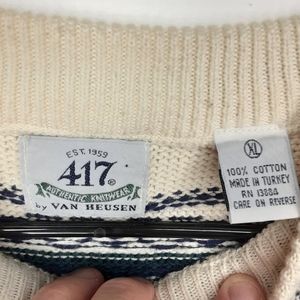 EST. 1959
417®
AUTHENTIC KNITWEAR
by VAN HEUSEN
XL
100% COTTON
MADE IN TURKEY
RN 13884
CARE ON REVERSE